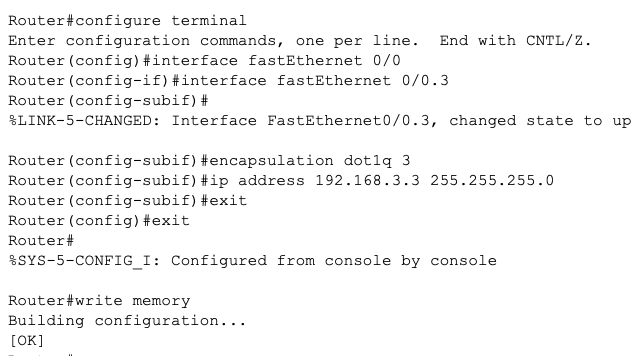 Router#configure terminal
Enter configuration commands, one per line.  End with CNTL/Z.
Router(config)#interface fastEthernet 0/0
Router(config-if)#interface fastEthernet 0/0.3
Router(config-subif)#
%LINK-5-CHANGED: Interface FastEthernet0/0.3, changed state to up
Router(config-subif)#encapsulation dot1q 3
Router(config-subif)#ip address 192.168.3.3 255.255.255.0
Router(config-subif)#exit
Router(config)#exit
Router#
%SYS-5-CONFIG_I: Configured from console by console
Router#write memory
Building configuration...
[OK]